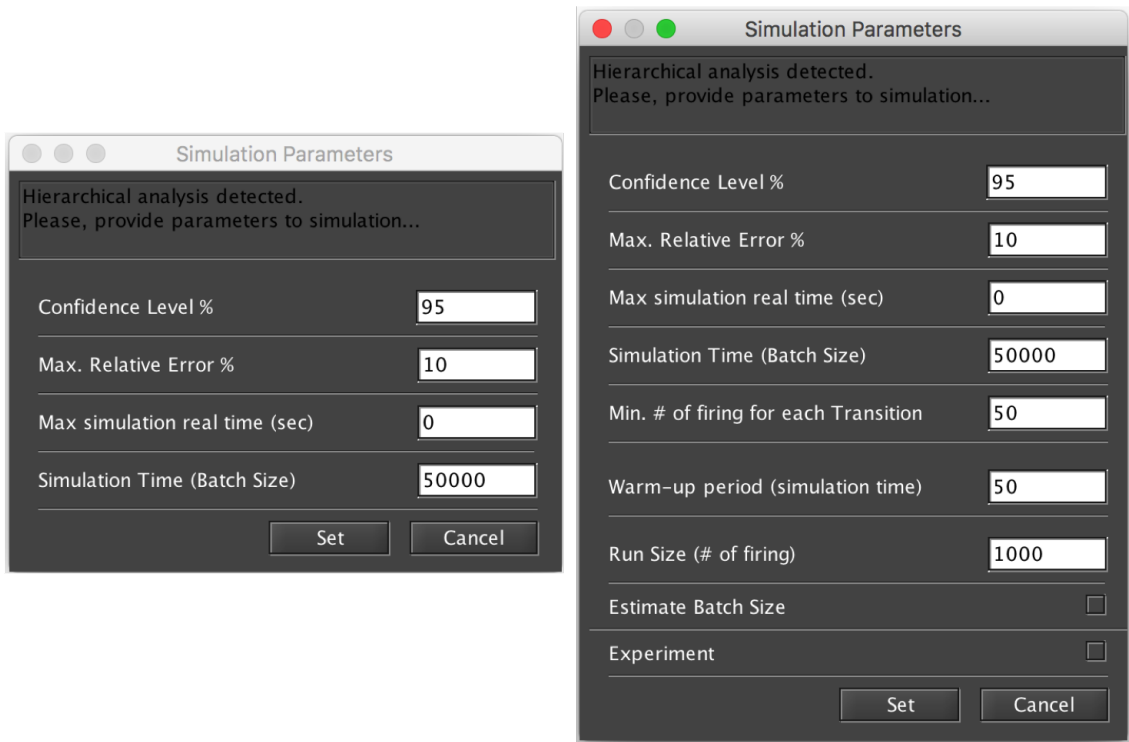 Simulation Parameters
Hierarchical analysis detected.
Please, provide parameters to simulation...
Confidence Level % 95
Max. Relative Error % 10
Max simulation real time (sec) 0
Simulation Time (Batch Size) 50000
Set Cancel
Simulation Parameters
Hierarchical analysis detected.
Please, provide parameters to simulation...
Confidence Level % 95
Max. Relative Error % 10
Max simulation real time (sec) 0
Simulation Time (Batch Size) 50000
Min. # of firing for each Transition 50
Warm-up period (simulation time) 50
Run Size (# of firing) 1000
Estimate Batch Size
Experiment
Set Cancel